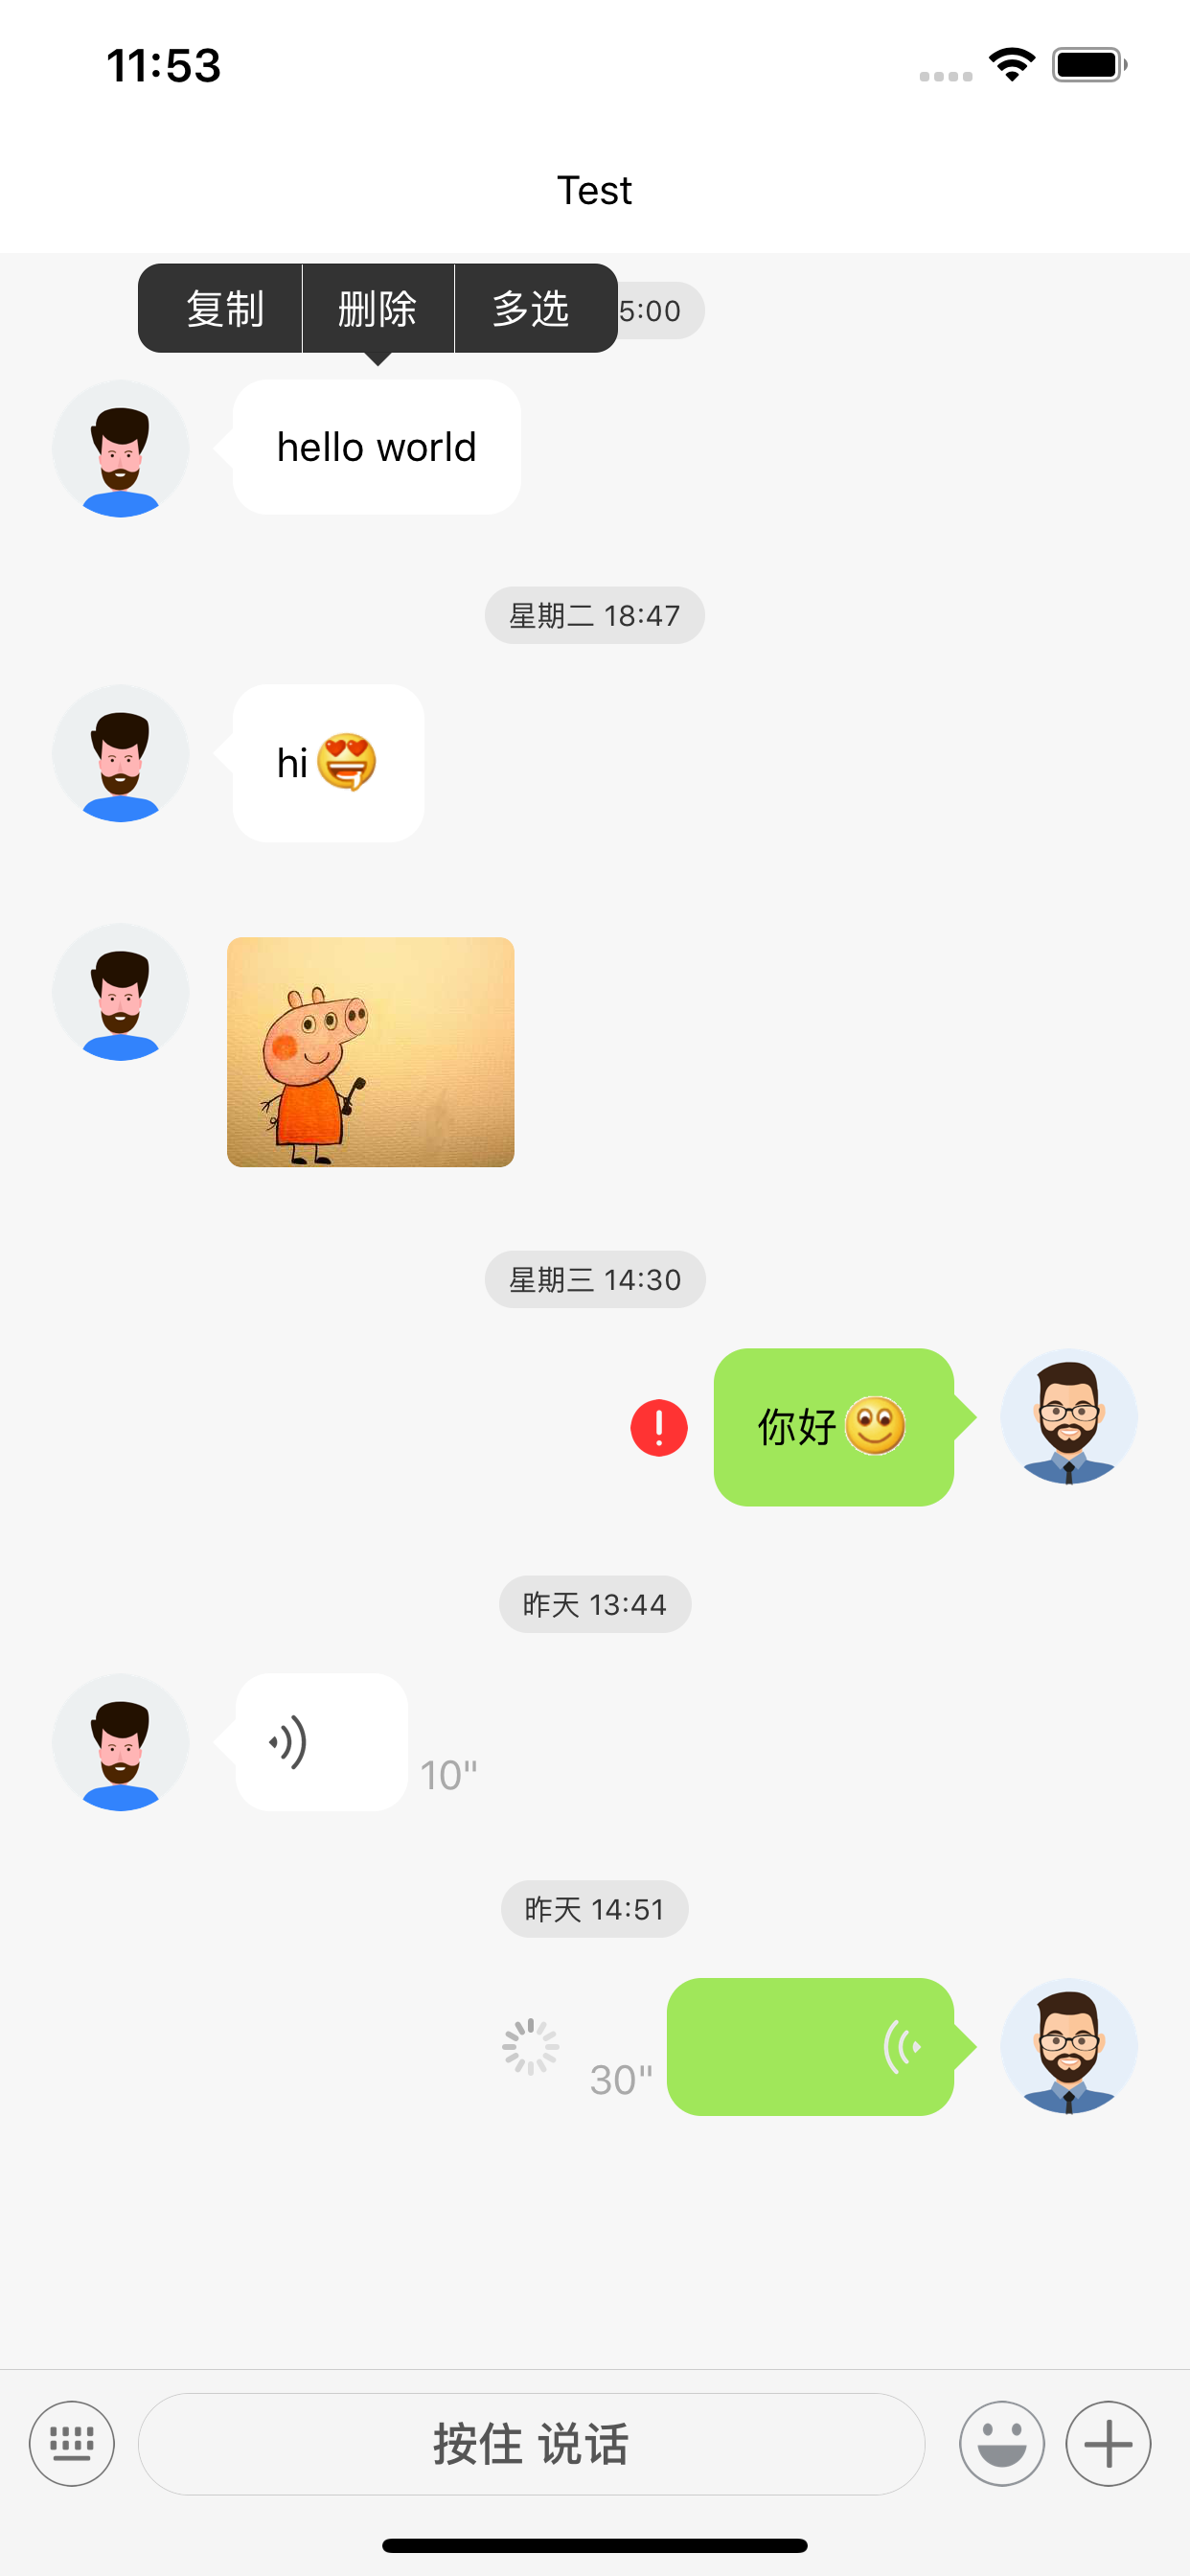 11:53
Test
复制 删除 多选
5:00
hello world
星期二 18:47
hi
星期三 14:30
你好
昨天 13:44
10"
昨天 14:51
30"
按住 说话